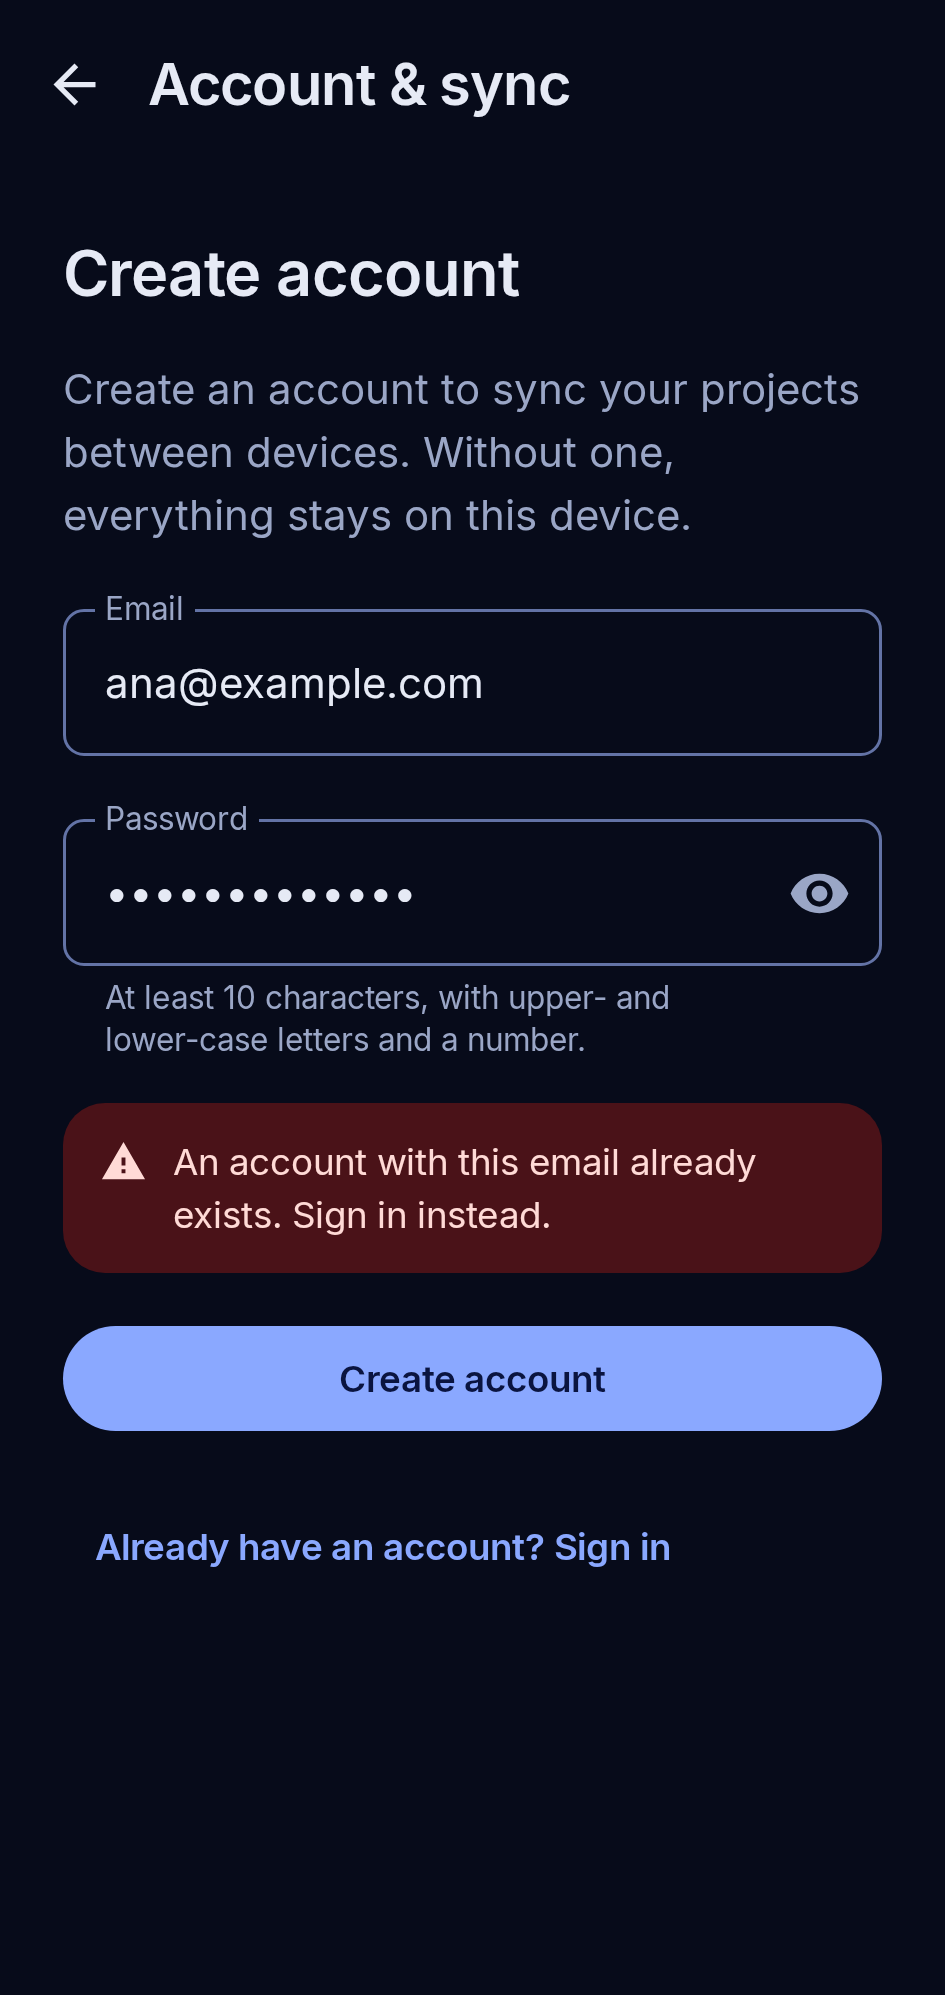 Account & sync
Create account
Create an account to sync your projects
between devices. Without one,
everything stays on this device.
Email
ana@example.com
Password
•••••••••••••
At least 10 characters, with upper- and
lower-case letters and a number.
An account with this email already
exists. Sign in instead.
Create account
Already have an account? Sign in